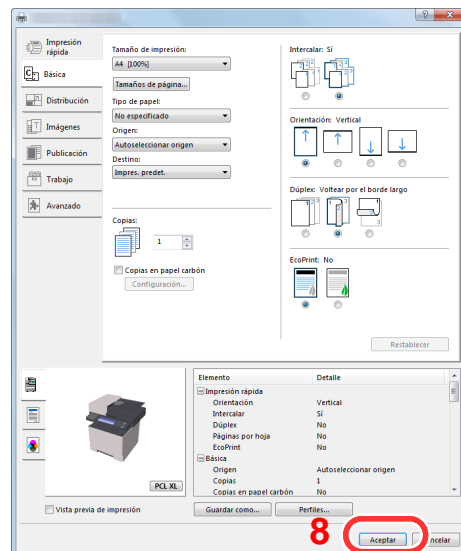 Impresión rápida
Básica
Distribución
Imágenes
Publicación
Trabajo
Avanzado
Tamaño de impresión:
A4 [100%]
Tamaños de página...
Tipo de papel:
No especificado
Origen:
Autoseleccionar origen
Destino:
Impres. predet.
Copias:
1
Copias en papel carbón
Configuración...
Intercalar: Sí
Orientación: Vertical
Dúplex: Voltear por el borde largo
EcoPrint: No
Restablecer
PCL XL
Vista previa de impresión
Elemento Detalle
Impresión rápida
Orientación Vertical
Intercalar Sí
Dúplex No
Páginas por hoja No
EcoPrint No
Básica
Origen Autoseleccionar origen
Copias 1
Copias en papel carbón No
Guardar como... Perfiles...
8 Aceptar ncelar